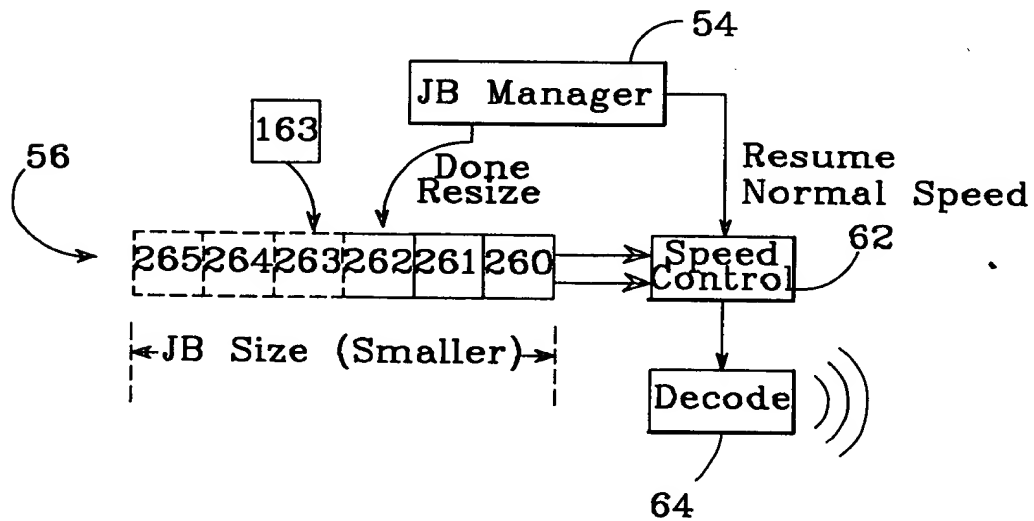 54
JB Manager
163
56
Done
Resize
Resume
Normal Speed
265 264 263 262 261 260
Speed
Control
62
JB Size (Smaller)
Decode
64